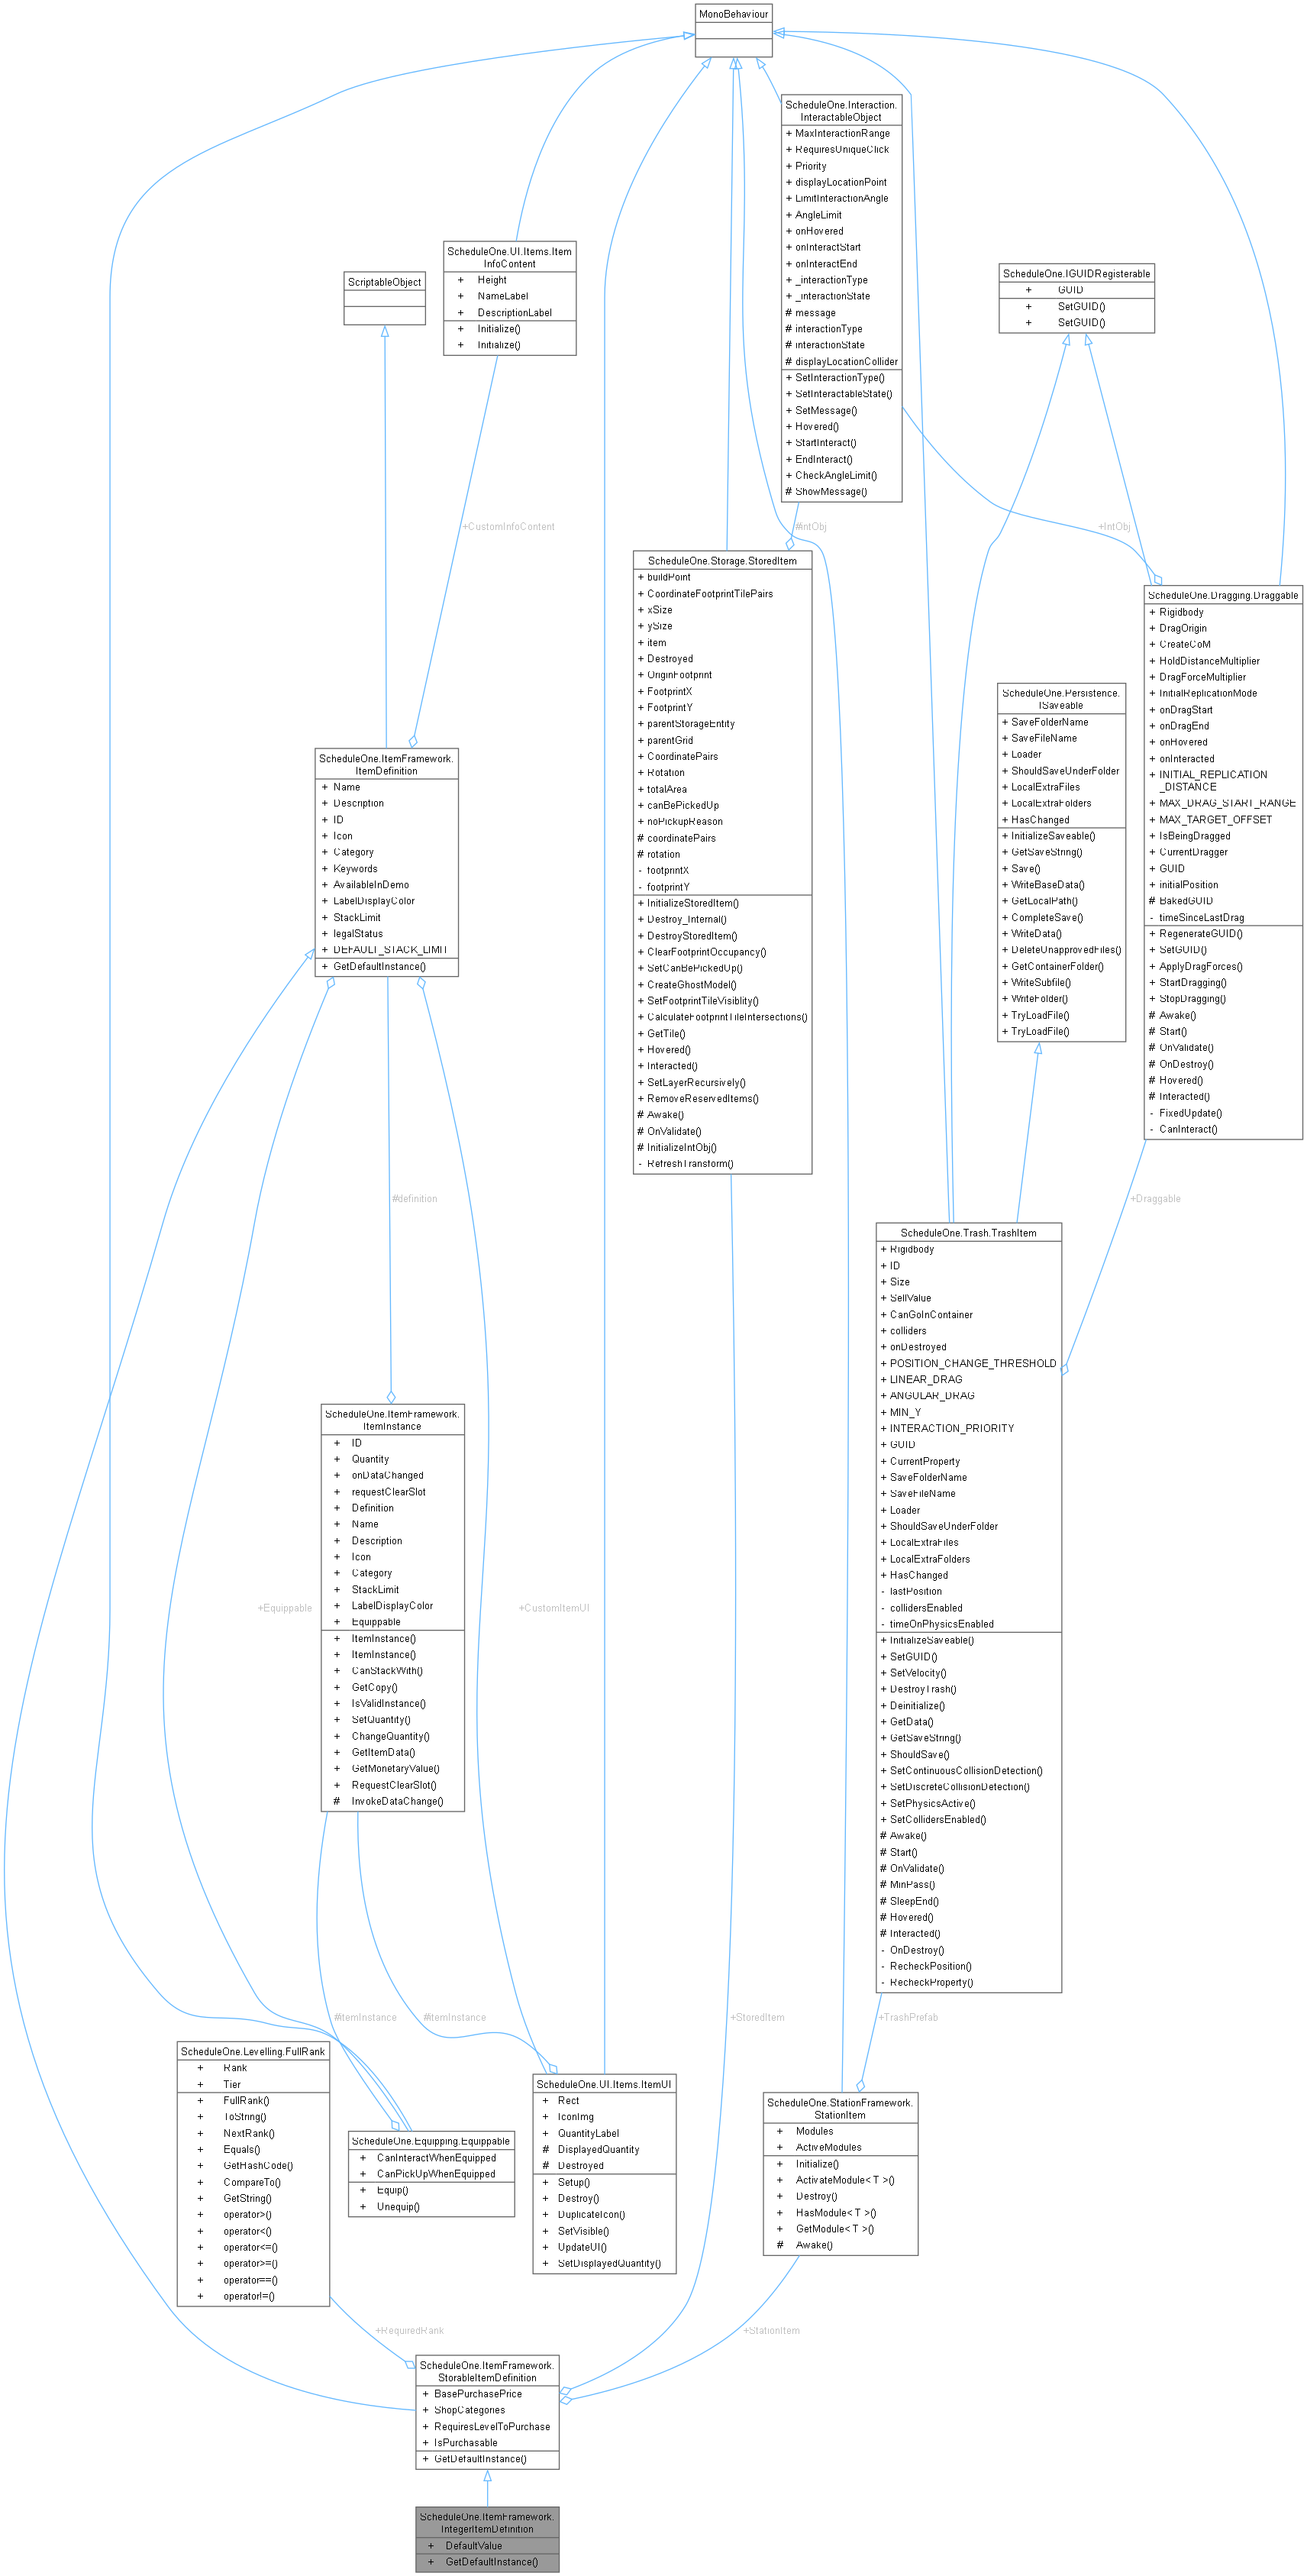 MonoBehaviour
ScheduleOne.Interaction.
InteractableObject
+ MaxInteractionRange
+ RequiresUniqueClick
+ Priority
+ displayLocationPoint
+ LimitInteractionAngle
+ AngleLimit
+ onHovered
+ onInteractStart
+ onInteractEnd
+ _interactionType
+ _interactionState
# message
# interactionType
# interactionState
# displayLocationCollider
+ SetInteractionType()
+ SetInteractableState()
+ SetMessage()
+ Hovered()
+ StartInteract()
+ EndInteract()
+ CheckAngleLimit()
# ShowMessage()
ScheduleOne.UI.Items.Item
InfoContent
+ Height
+ NameLabel
+ DescriptionLabel
+ Initialize()
+ Initialize()
ScriptableObject
ScheduleOne.IGUIDRegisterable
+ GUID
+ SetGUID()
+ SetGUID()
+CustomInfoContent
#intObj
+IntObj
ScheduleOne.Storage.StoredItem
+ buildPoint
+ CoordinateFootprintTilePairs
+ xSize
+ ySize
+ item
+ Destroyed
+ OriginFootprint
+ FootprintX
+ FootprintY
+ parentStorageEntity
+ parentGrid
+ CoordinatePairs
+ Rotation
+ totalArea
+ canBePickedUp
+ noPickupReason
# coordinatePairs
# rotation
- footprintX
- footprintY
+ InitializeStoredItem()
+ Destroy_Internal()
+ DestroyStoredItem()
+ ClearFootprintOccupancy()
+ SetCanBePickedUp()
+ CreateGhostModel()
+ SetFootprintTileVisiblity()
+ CalculateFootprintTileIntersections()
+ GetTile()
+ Hovered()
+ Interacted()
+ SetLayerRecursively()
+ RemoveReservedItems()
# Awake()
# OnValidate()
# InitializeIntObj()
- RefreshTransform()
ScheduleOne.Dragging.Draggable
+ Rigidbody
+ DragOrigin
+ CreateCoM
+ HoldDistanceMultiplier
+ DragForceMultiplier
+ InitialReplicationMode
+ onDragStart
+ onDragEnd
+ onHovered
+ onInteracted
+ INITIAL_REPLICATION
_DISTANCE
+ MAX_DRAG_START_RANGE
+ MAX_TARGET_OFFSET
+ IsBeingDragged
+ CurrentDragger
+ GUID
+ initialPosition
# BakedGUID
- timeSinceLastDrag
+ RegenerateGUID()
+ SetGUID()
+ ApplyDragForces()
+ StartDragging()
+ StopDragging()
# Awake()
# Start()
# OnValidate()
# OnDestroy()
# Hovered()
# Interacted()
- FixedUpdate()
- CanInteract()
ScheduleOne.Persistence.
ISaveable
+ SaveFolderName
+ SaveFileName
+ Loader
+ ShouldSaveUnderFolder
+ LocalExtraFiles
+ LocalExtraFolders
+ HasChanged
+ InitializeSaveable()
+ GetSaveString()
+ Save()
+ WriteBaseData()
+ GetLocalPath()
+ CompleteSave()
+ WriteData()
+ DeleteUnapprovedFiles()
+ GetContainerFolder()
+ WriteSubfile()
+ WriteFolder()
+ TryLoadFile()
+ TryLoadFile()
ScheduleOne.ItemFramework.
ItemDefinition
+ Name
+ Description
+ ID
+ Icon
+ Category
+ Keywords
+ AvailableInDemo
+ LabelDisplayColor
+ StackLimit
+ legalStatus
+ DEFAULT_STACK_LIMIT
+ GetDefaultInstance()
#definition
+Draggable
ScheduleOne.Trash.TrashItem
+ Rigidbody
+ ID
+ Size
+ SellValue
+ CanGoInContainer
+ colliders
+ onDestroyed
+ POSITION_CHANGE_THRESHOLD
+ LINEAR_DRAG
+ ANGULAR_DRAG
+ MIN_Y
+ INTERACTION_PRIORITY
+ GUID
+ CurrentProperty
+ SaveFolderName
+ SaveFileName
+ Loader
+ ShouldSaveUnderFolder
+ LocalExtraFiles
+ LocalExtraFolders
+ HasChanged
- lastPosition
- collidersEnabled
- timeOnPhysicsEnabled
+ InitializeSaveable()
+ SetGUID()
+ SetVelocity()
+ DestroyTrash()
+ Deinitialize()
+ GetData()
+ GetSaveString()
+ ShouldSave()
+ SetContinuousCollisionDetection()
+ SetDiscreteCollisionDetection()
+ SetPhysicsActive()
+ SetCollidersEnabled()
# Awake()
# Start()
# OnValidate()
# MinPass()
# SleepEnd()
# Hovered()
# Interacted()
- OnDestroy()
- RecheckPosition()
- RecheckProperty()
ScheduleOne.ItemFramework.
ItemInstance
+ ID
+ Quantity
+ onDataChanged
+ requestClearSlot
+ Definition
+ Name
+ Description
+ Icon
+ Category
+ StackLimit
+ LabelDisplayColor
+ Equippable
+ ItemInstance()
+ ItemInstance()
+ CanStackWith()
+ GetCopy()
+ IsValidInstance()
+ SetQuantity()
+ ChangeQuantity()
+ GetItemData()
+ GetMonetaryValue()
+ RequestClearSlot()
# InvokeDataChange()
+Equippable
+CustomItemUI
#itemInstance
#itemInstance
+StoredItem
+TrashPrefab
ScheduleOne.Levelling.FullRank
+ Rank
+ Tier
+ FullRank()
+ ToString()
+ NextRank()
+ Equals()
+ GetHashCode()
+ CompareTo()
+ GetString()
+ operator>()
+ operator<()
+ operator<=()
+ operator>=()
+ operator==()
+ operator!=()
ScheduleOne.Equipping.Equippable
+ CanInteractWhenEquipped
+ CanPickUpWhenEquipped
+ Equip()
+ Unequip()
ScheduleOne.UI.Items.ItemUI
+ Rect
+ IconImg
+ QuantityLabel
# DisplayedQuantity
# Destroyed
+ Setup()
+ Destroy()
+ DuplicateIcon()
+ SetVisible()
+ UpdateUI()
+ SetDisplayedQuantity()
ScheduleOne.StationFramework.
StationItem
+ Modules
+ ActiveModules
+ Initialize()
+ ActivateModule< T >()
+ Destroy()
+ HasModule< T >()
+ GetModule< T >()
# Awake()
+RequiredRank
+StationItem
ScheduleOne.ItemFramework.
StorableItemDefinition
+ BasePurchasePrice
+ ShopCategories
+ RequiresLevelToPurchase
+ IsPurchasable
+ GetDefaultInstance()
ScheduleOne.ItemFramework.
IntegerItemDefinition
+ DefaultValue
+ GetDefaultInstance()